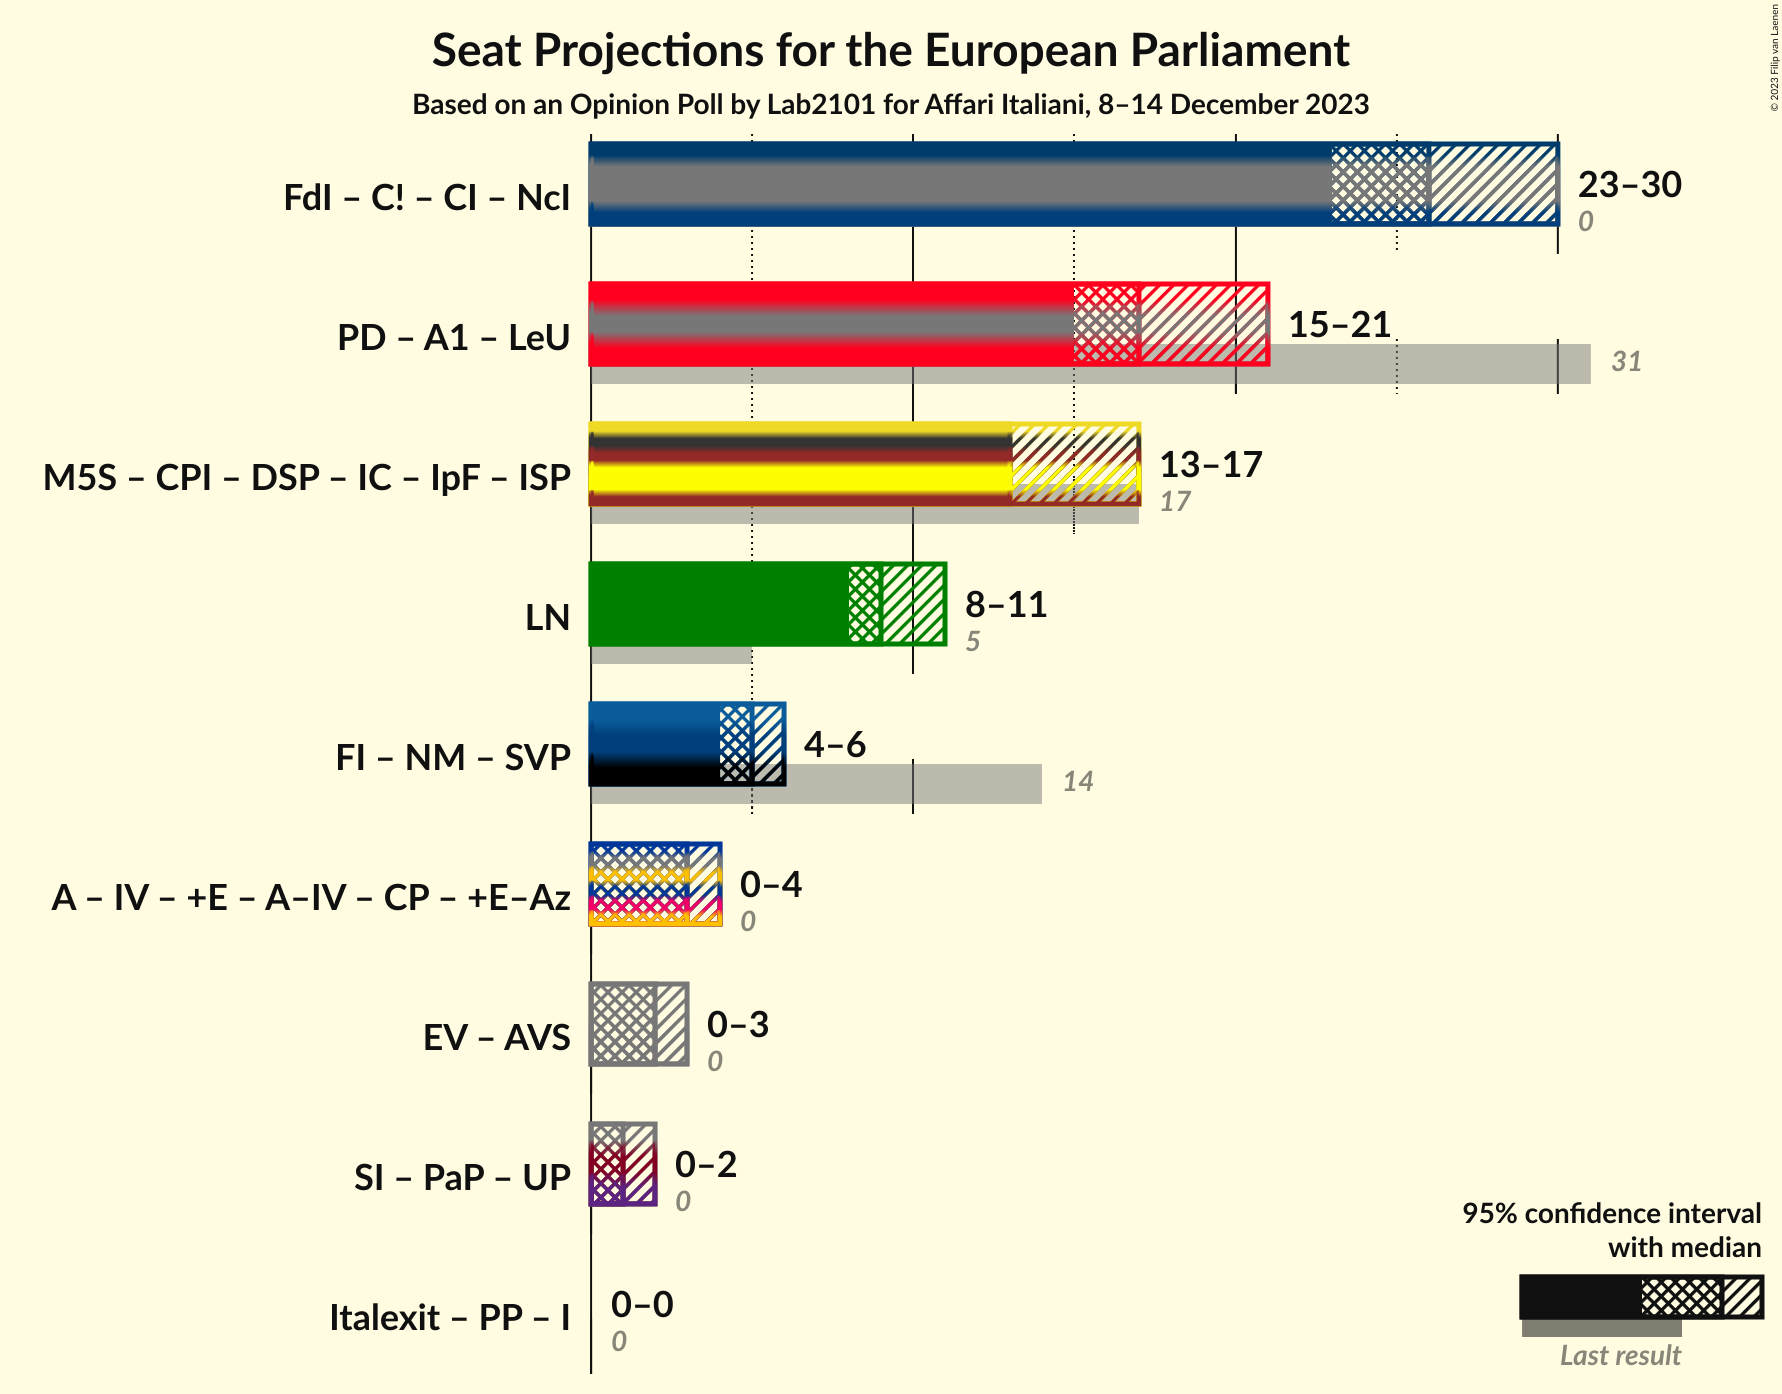 Seat Projections for the European Parliament
Based on an Opinion Poll by Lab2101 for Affari Italiani, 8–14 December 2023
© 2023 Filip van Laenen
FdI – C! – CI – NcI
23–30
0
PD – A1 – LeU
15–21
31
M5S – CPI – DSP – IC – IpF – ISP
13–17
17
LN
8–11
5
FI – NM – SVP
4–6
14
A – IV – +E – A–IV – CP – +E–Az
0–4
0
EV – AVS
0–3
0
SI – PaP – UP
0–2
0
Italexit – PP – I
0–0
0
95% confidence interval
with median
Last result